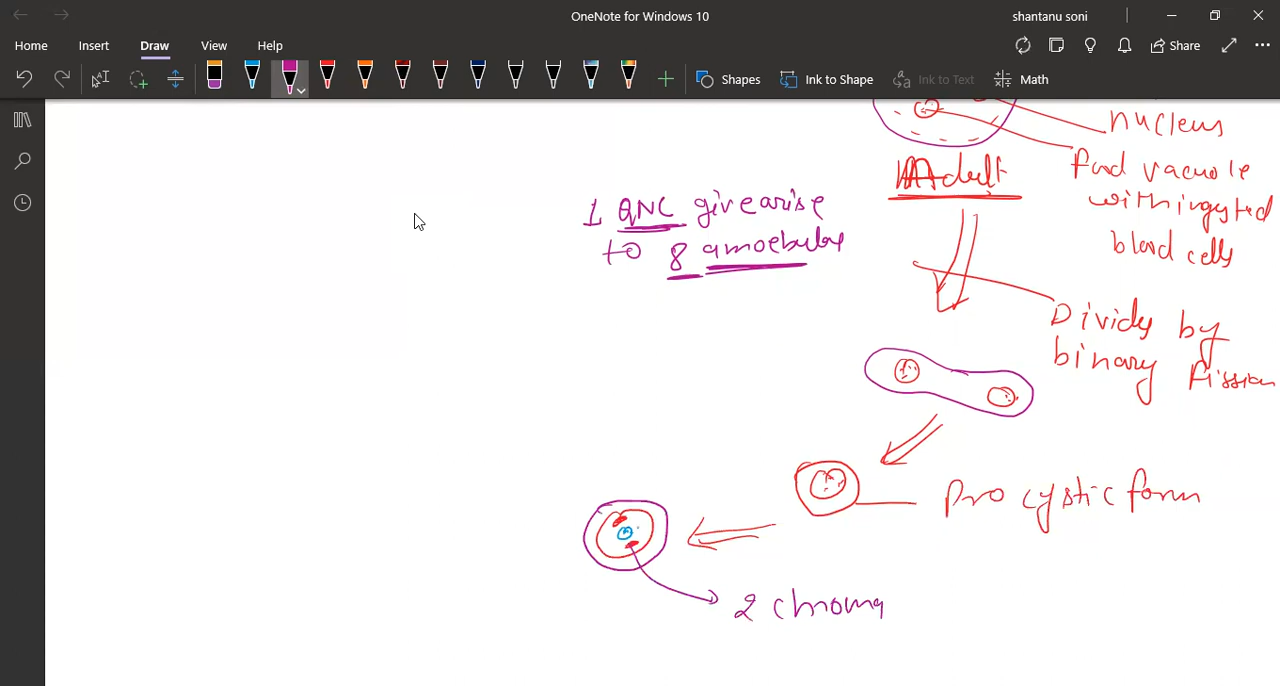 OneNote for Windows 10
shantanu soni
Home Insert Draw View Help
Share
Shapes
Ink to Shape
Ink to Text
Math
nucleus
Adult
food vacuole
with ingested
blood cells
1 QNC give arise
to 8 amoebulae
Divides by
binary fission
Pro cystic form
2 chroma